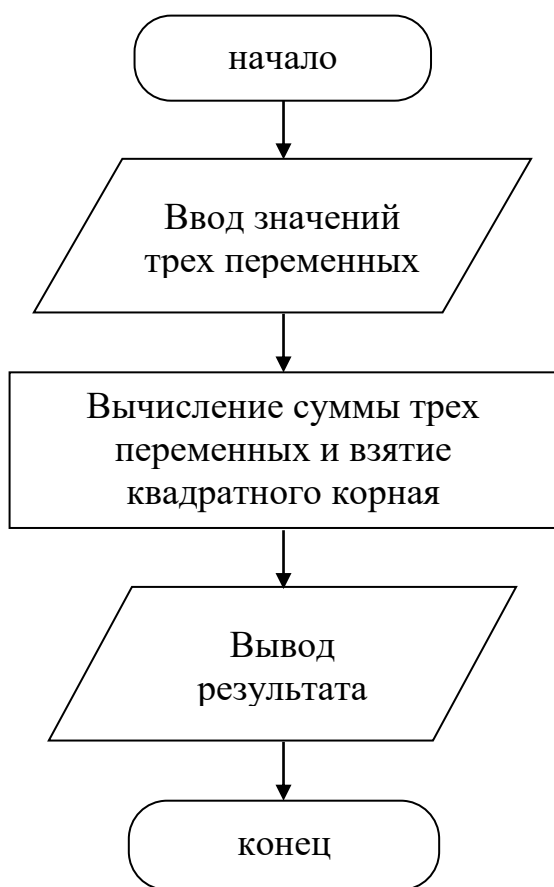 начало
Ввод значений
трех переменных
Вычисление суммы трех
переменных и взятие
квадратного корная
Вывод
результата
конец